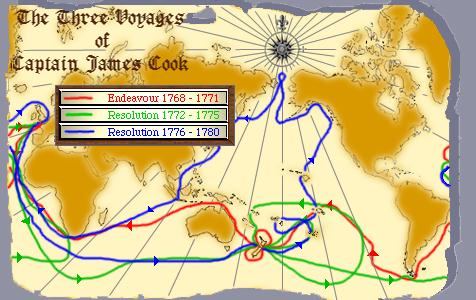 The Three Voyages
of
Captain James Cook
Endeavour 1768 - 1771
Resolution 1772 - 1775
Resolution 1776 - 1780